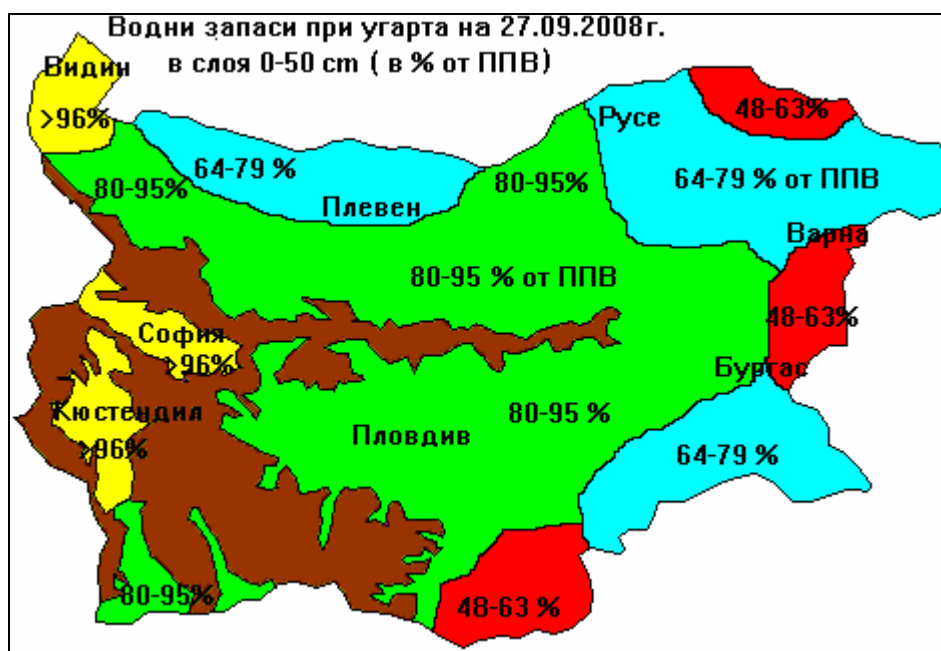 Водни запаси при угарта на 27.09.2008г.
в слоя 0-50 cm ( в % от ППВ)
Видин
>96%
48-63%
Русе
64-79 %
80-95%
80-95%
64-79 % от ППВ
Плевен
Варна
80-95 % от ППВ
48-63%
София
>96%
Бургас
Кюстендил
80-95 %
Пловдив
>96%
64-79 %
80-95%
48-63 %